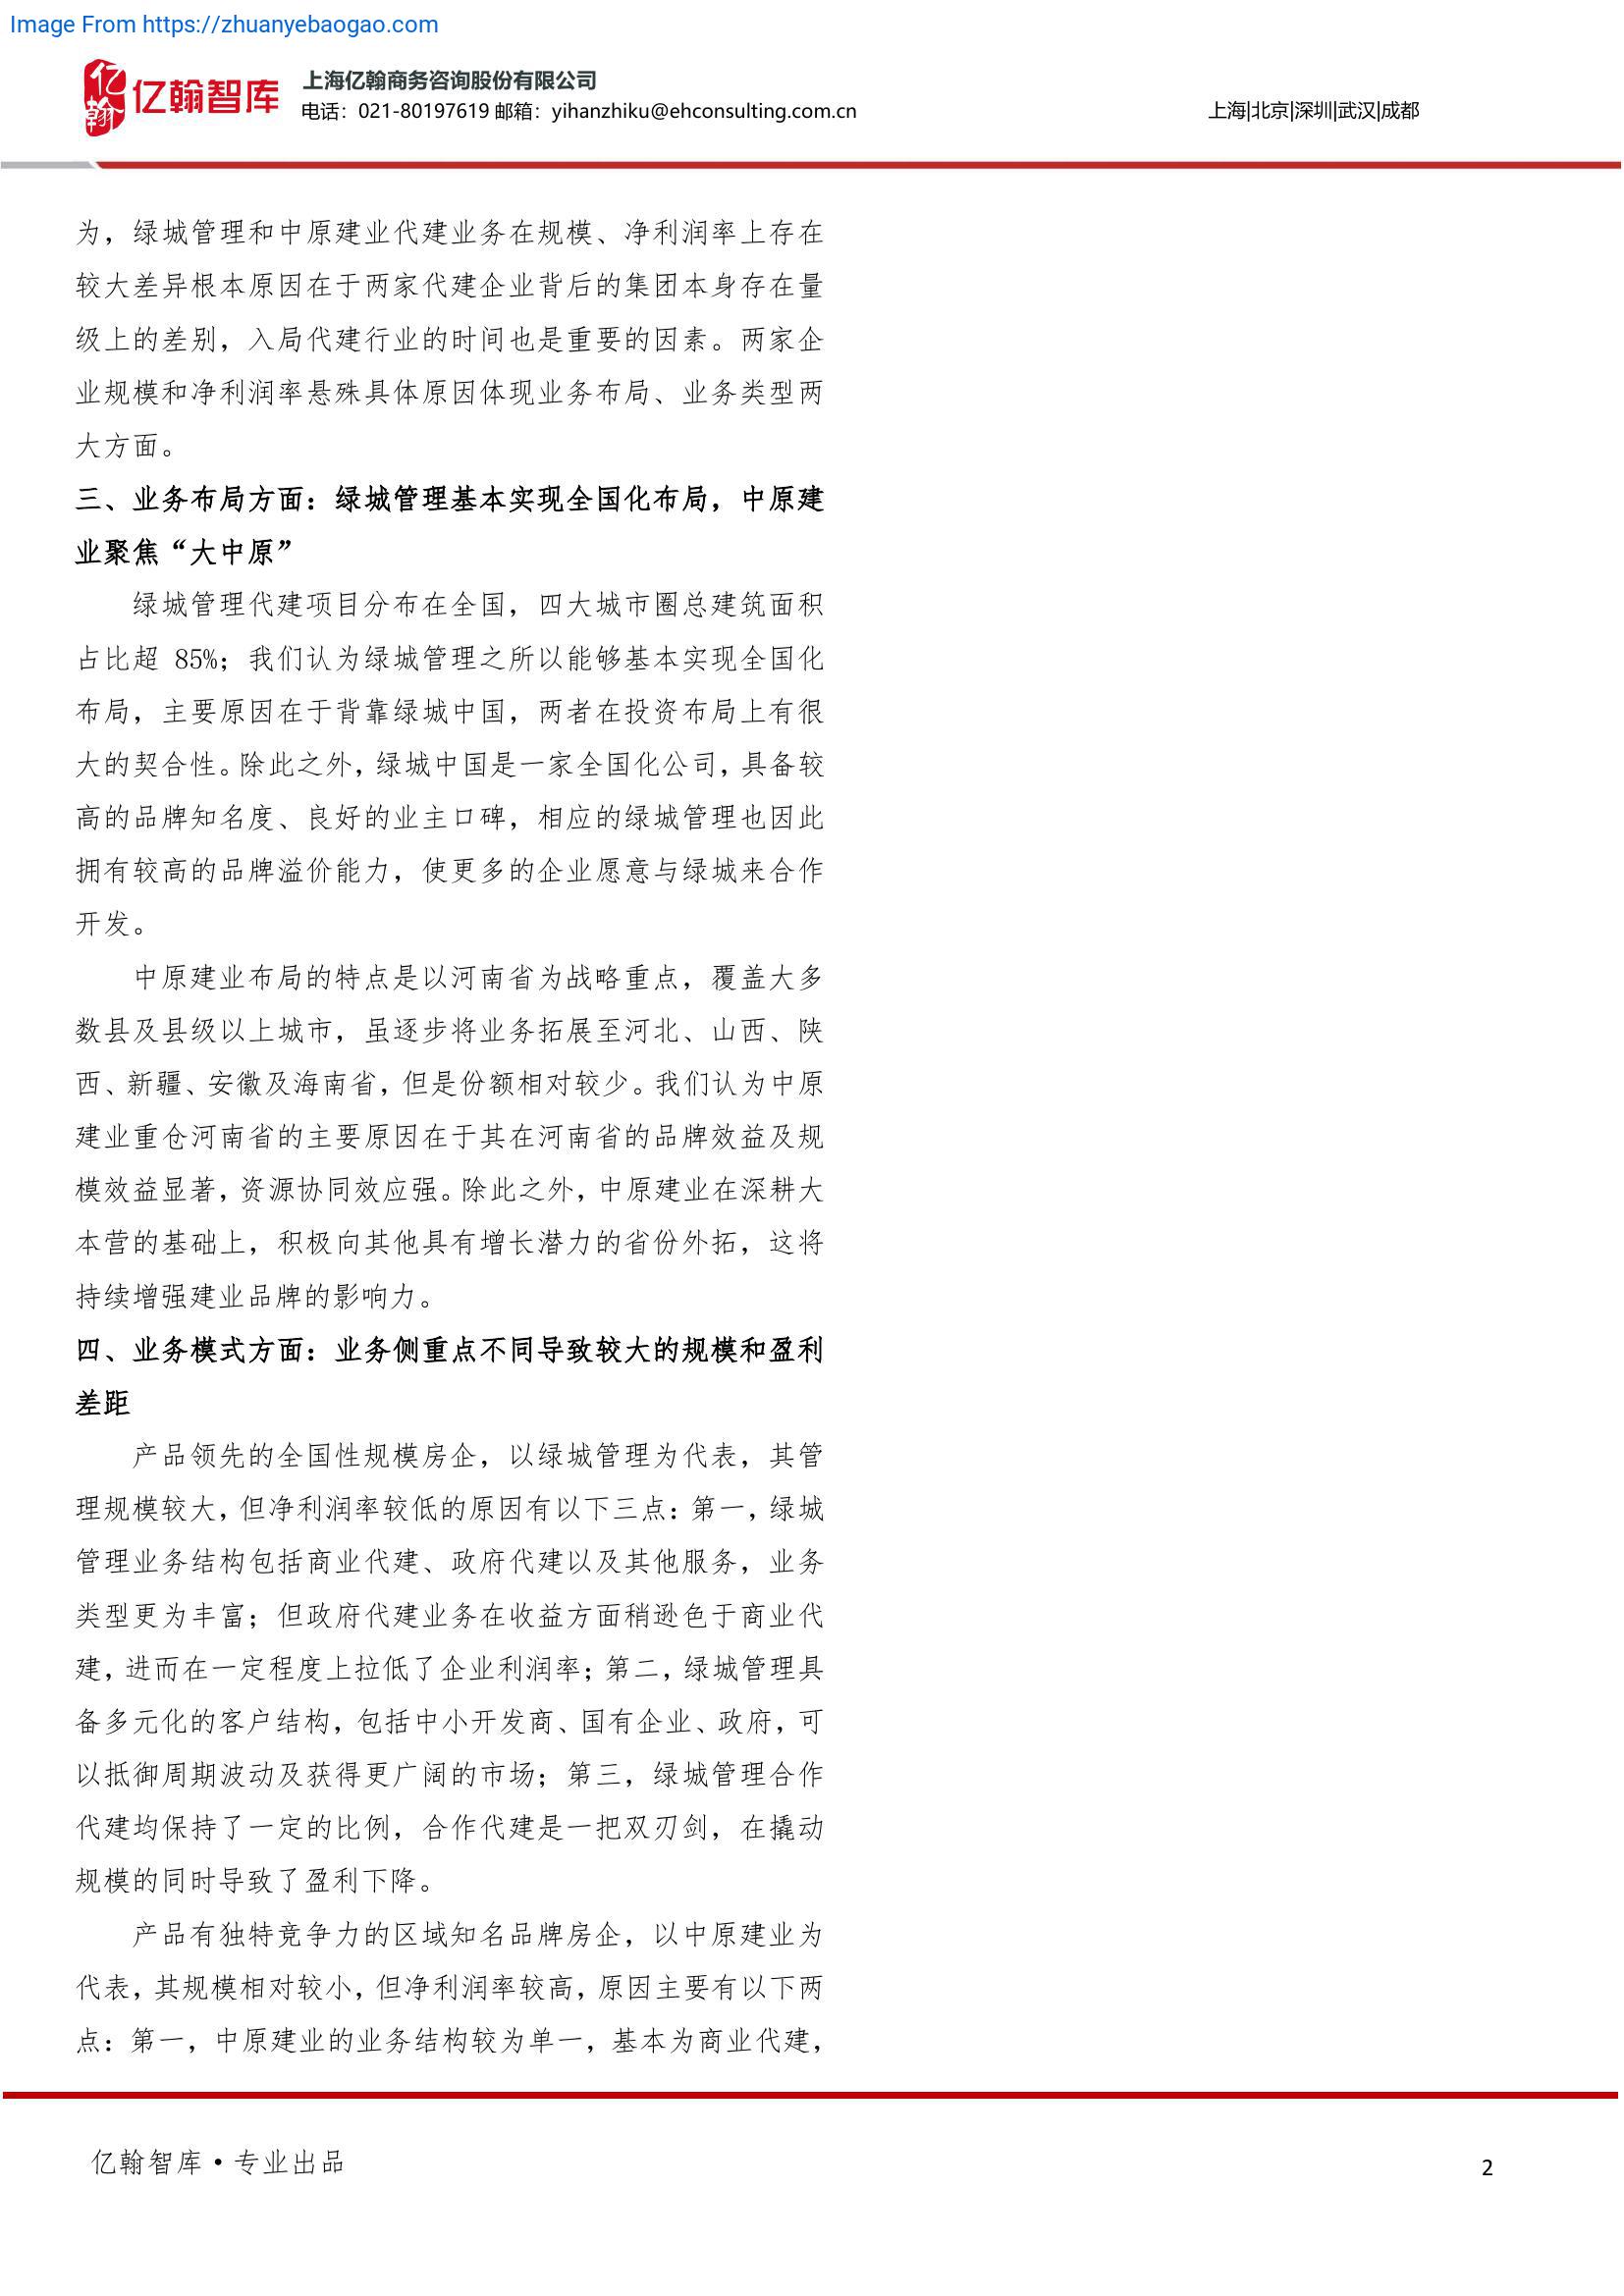 Image From https://zhuanyebaogao.com
亿翰
亿翰智库
上海亿翰商务咨询股份有限公司
电话：021-80197619 邮箱：yihanzhiku@ehconsulting.com.cn
上海|北京|深圳|武汉|成都
为，绿城管理和中原建业代建业务在规模、净利润率上存在
较大差异根本原因在于两家代建企业背后的集团本身存在量
级上的差别，入局代建行业的时间也是重要的因素。两家企
业规模和净利润率悬殊具体原因体现业务布局、业务类型两
大方面。
三、业务布局方面：绿城管理基本实现全国化布局，中原建
业聚焦“大中原”
绿城管理代建项目分布在全国，四大城市圈总建筑面积
占比超 85%；我们认为绿城管理之所以能够基本实现全国化
布局，主要原因在于背靠绿城中国，两者在投资布局上有很
大的契合性。除此之外，绿城中国是一家全国化公司，具备较
高的品牌知名度、良好的业主口碑，相应的绿城管理也因此
拥有较高的品牌溢价能力，使更多的企业愿意与绿城来合作
开发。
中原建业布局的特点是以河南省为战略重点，覆盖大多
数县及县级以上城市，虽逐步将业务拓展至河北、山西、陕
西、新疆、安徽及海南省，但是份额相对较少。我们认为中原
建业重仓河南省的主要原因在于其在河南省的品牌效益及规
模效益显著，资源协同效应强。除此之外，中原建业在深耕大
本营的基础上，积极向其他具有增长潜力的省份外拓，这将
持续增强建业品牌的影响力。
四、业务模式方面：业务侧重点不同导致较大的规模和盈利
差距
产品领先的全国性规模房企，以绿城管理为代表，其管
理规模较大，但净利润率较低的原因有以下三点：第一，绿城
管理业务结构包括商业代建、政府代建以及其他服务，业务
类型更为丰富；但政府代建业务在收益方面稍逊色于商业代
建，进而在一定程度上拉低了企业利润率；第二，绿城管理具
备多元化的客户结构，包括中小开发商、国有企业、政府，可
以抵御周期波动及获得更广阔的市场；第三，绿城管理合作
代建均保持了一定的比例，合作代建是一把双刃剑，在撬动
规模的同时导致了盈利下降。
产品有独特竞争力的区域知名品牌房企，以中原建业为
代表，其规模相对较小，但净利润率较高，原因主要有以下两
点：第一，中原建业的业务结构较为单一，基本为商业代建，
亿翰智库·专业出品
2